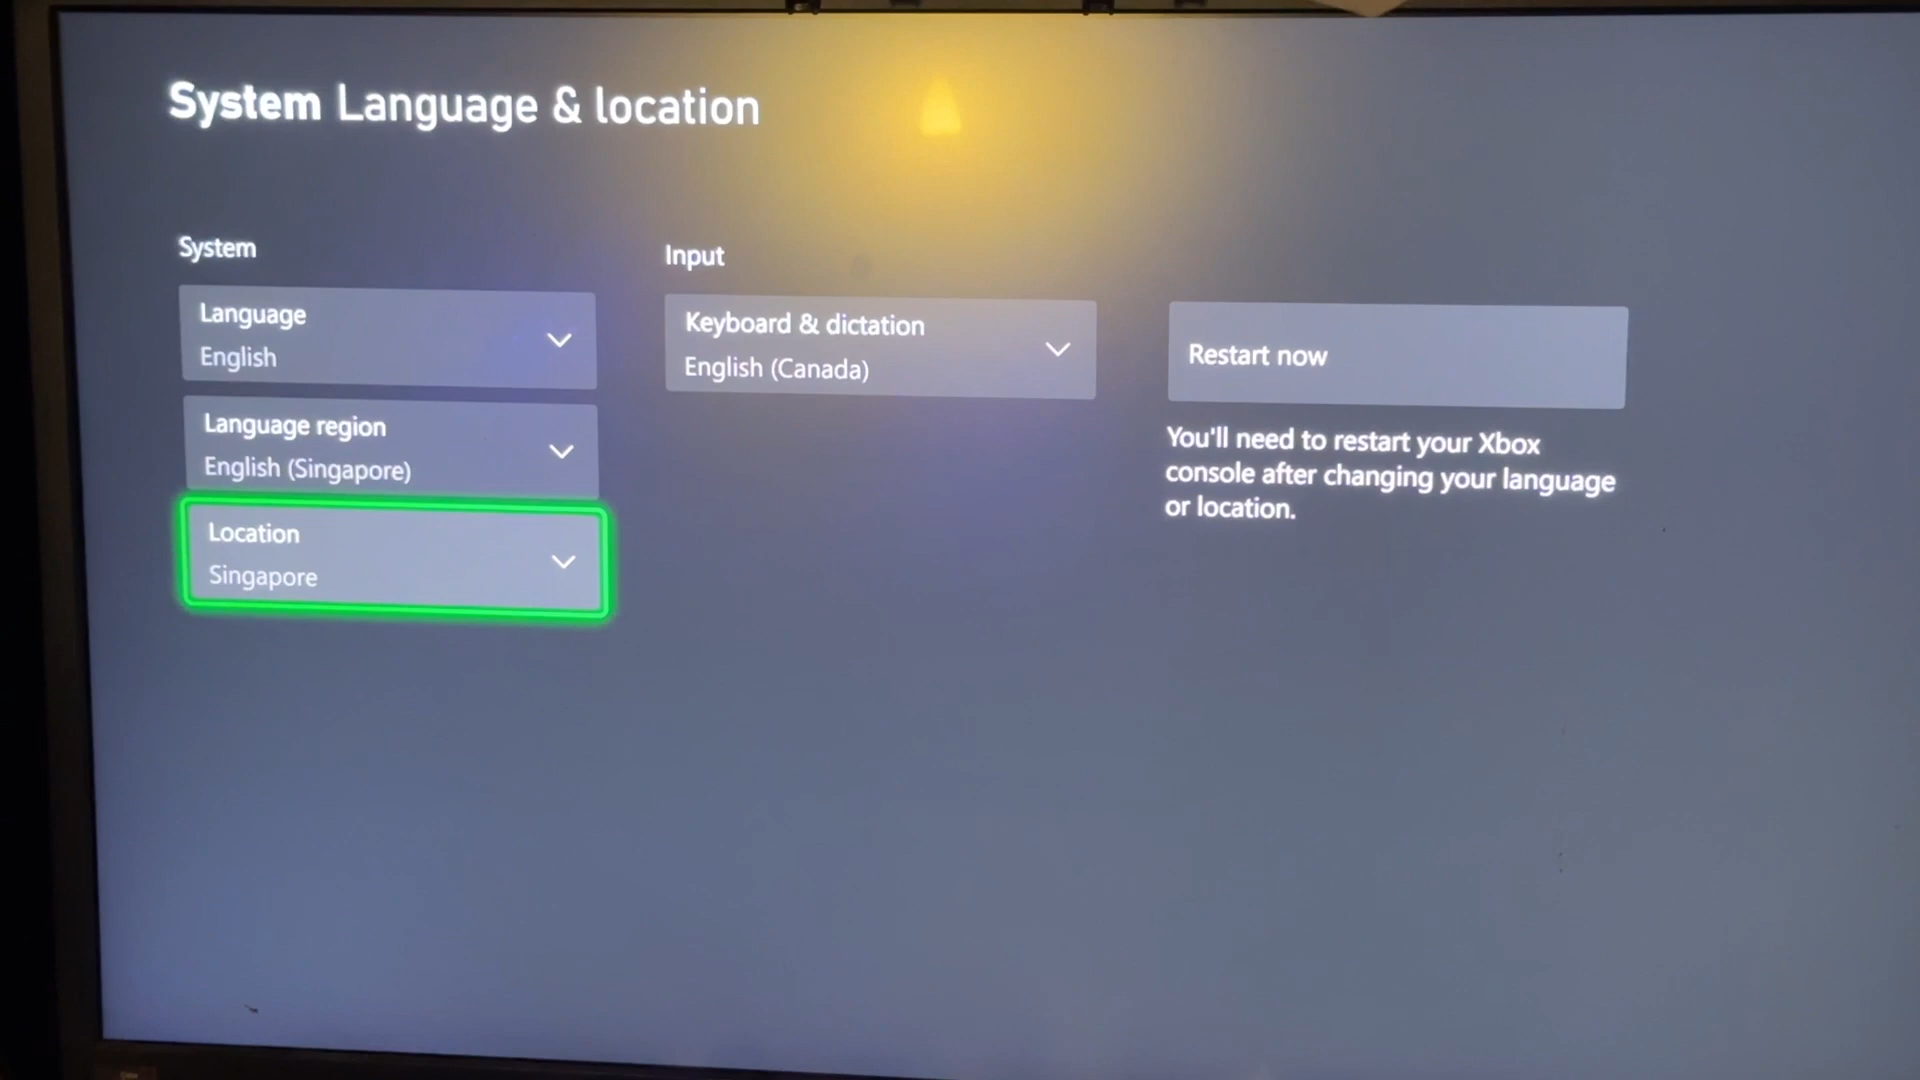 System Language & location
System
Language
English
Language region
English (Singapore)
Location
Singapore
Input
Keyboard & dictation
English (Canada)
Restart now
You'll need to restart your Xbox
console after changing your language
or location.